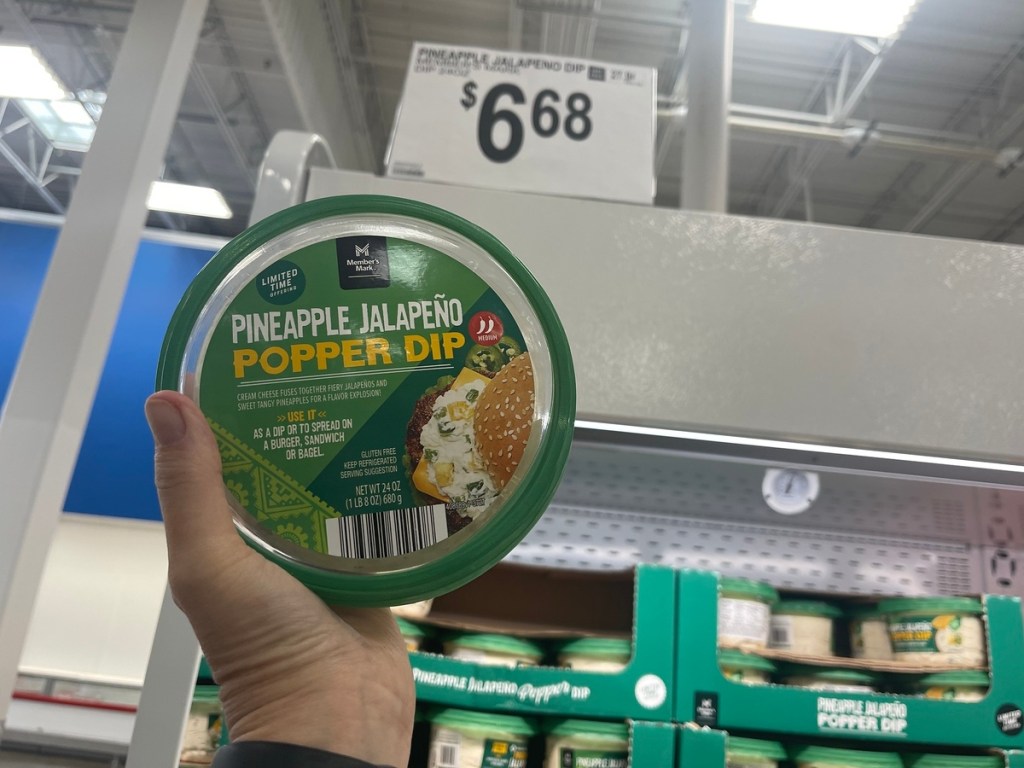 PINEAPPLE JALAPENO DIP
$6.68
Member's
Mark
LIMITED
TIME
OFFERING
PINEAPPLE JALAPEÑO
POPPER DIP
MEDIUM
CREAM CHEESE FUSES TOGETHER FIERY JALAPEÑOS AND
SWEET TANGY PINEAPPLES FOR A FLAVOR EXPLOSION!
>> USE IT <<
AS A DIP OR TO SPREAD ON
A BURGER, SANDWICH
OR BAGEL.
GLUTEN FREE
KEEP REFRIGERATED
SERVING SUGGESTION
NET WT 24 OZ
(1 LB 8 OZ) 680 g
POPPER DIP
PINEAPPLE JALAPEÑO Popper DIP
PINEAPPLE JALAPEÑO
POPPER DIP